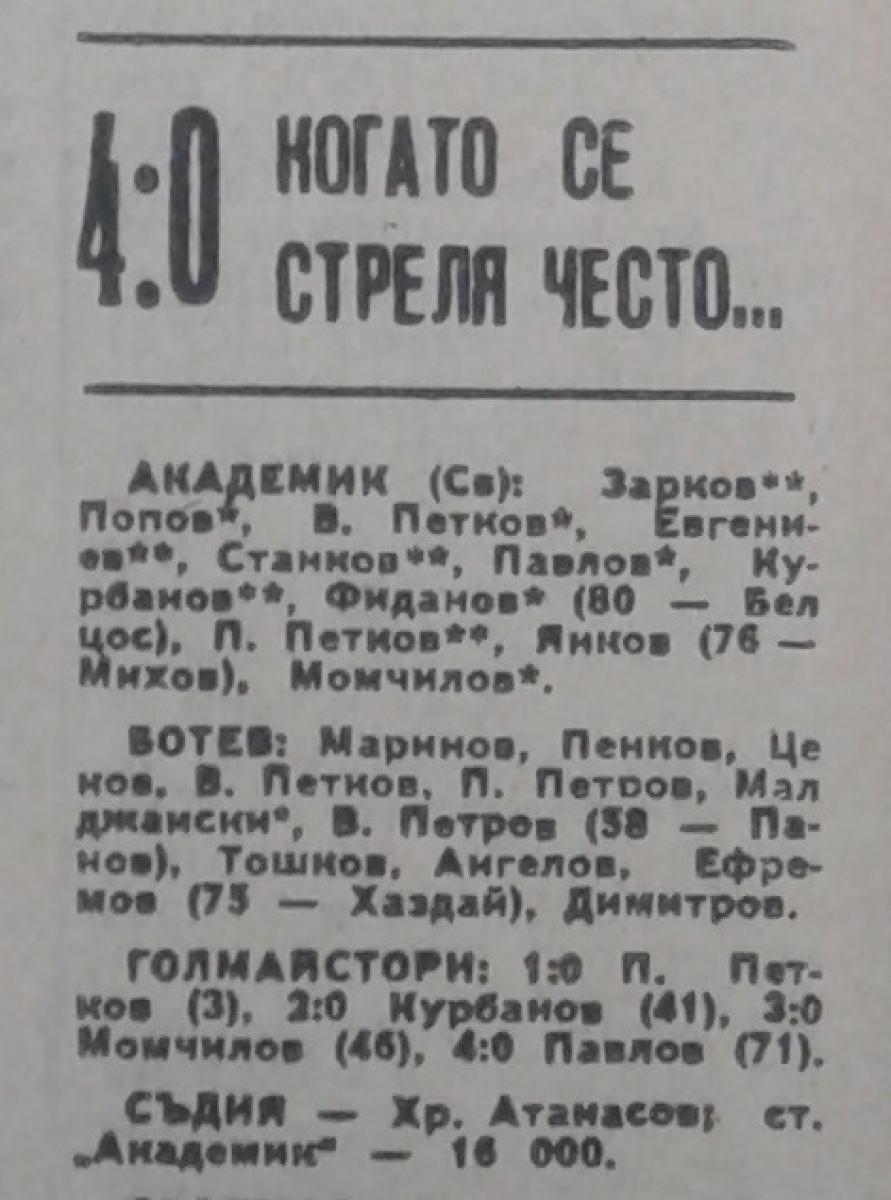 4:0 КОГАТО СЕ
СТРЕЛЯ ЧЕСТО...
АКАДЕМИК (Св): Зарков**,
Попов*, В. Петков*, Евгени-
ев**, Станков**, Павлов*, Ку-
рбанов**, Фиданов* (80 — Бел
цос), П. Петков**, Янков (76 —
Михов), Момчилов*.
БОТЕВ: Маринов, Пенков, Це
нов, В. Петков, П. Петров, Мал
джански*, В. Петров (58 — Па-
нов), Тошков, Ангелов, Ефре-
мов (75 — Хаздай), Димитров.
ГОЛМАЙСТОРИ: 1:0 П. Пет-
ков (3), 2:0 Курбанов (41), 3:0
Момчилов (46), 4:0 Павлов (71).
СЪДИЯ — Хр. Атанасов; ст.
„Академик“ — 16 000.